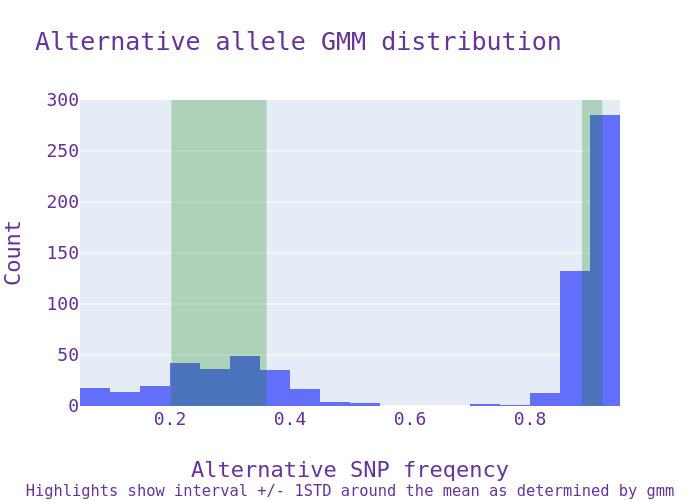 Alternative allele GMM distribution
300
250
200
150
100
50
0
Count
0.2 0.4 0.6 0.8
Alternative SNP freqency
Highlights show interval +/- 1STD around the mean as determined by gmm